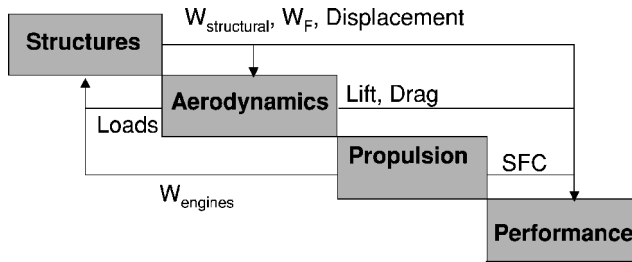 W_structural, W_F, Displacement
Structures
Aerodynamics
Lift, Drag
Loads
Propulsion
SFC
W_engines
Performance